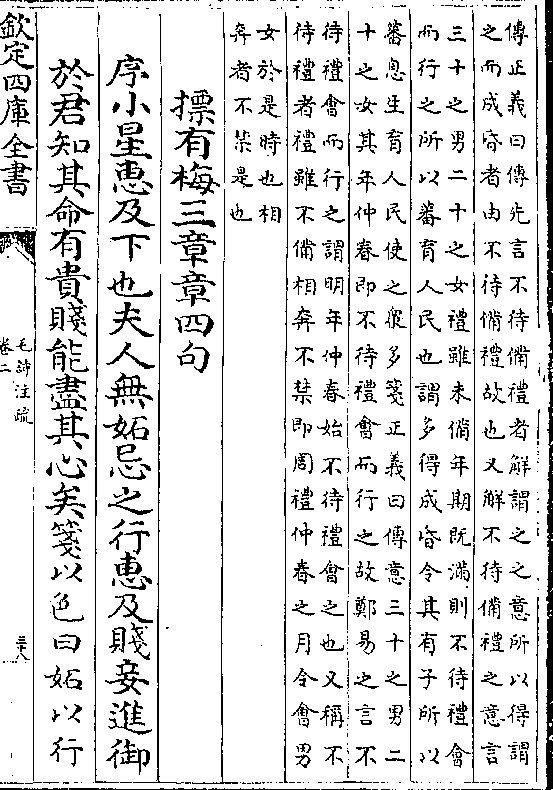 傳正義曰傳先言不待備禮者解謂之之意所以得謂
之而成昏者由不待備禮故也又解不待備禮之意言
三十之男二十之女禮雖未備年期既滿則不待禮會
而行之所以蕃育人民也謂多得成昏令其有子所以
蕃息生育人民使之衆多箋正義曰傳意三十之男二
十之女其年仲春即不待禮會而行之故鄭易之言不
待禮會而行之謂明年仲春始不待禮會之也又稱不
待禮者禮雖不備相奔不禁即周禮仲春之月令會男
女於是時也相
奔者不禁是也
摽有梅三章章四句
序小星惠及下也夫人無妬忌之行惠及賤妾進御
於君知其命有貴賤能盡其心矣箋以色曰妬以行
欽定四庫全書
毛詩注疏
卷二
三十八